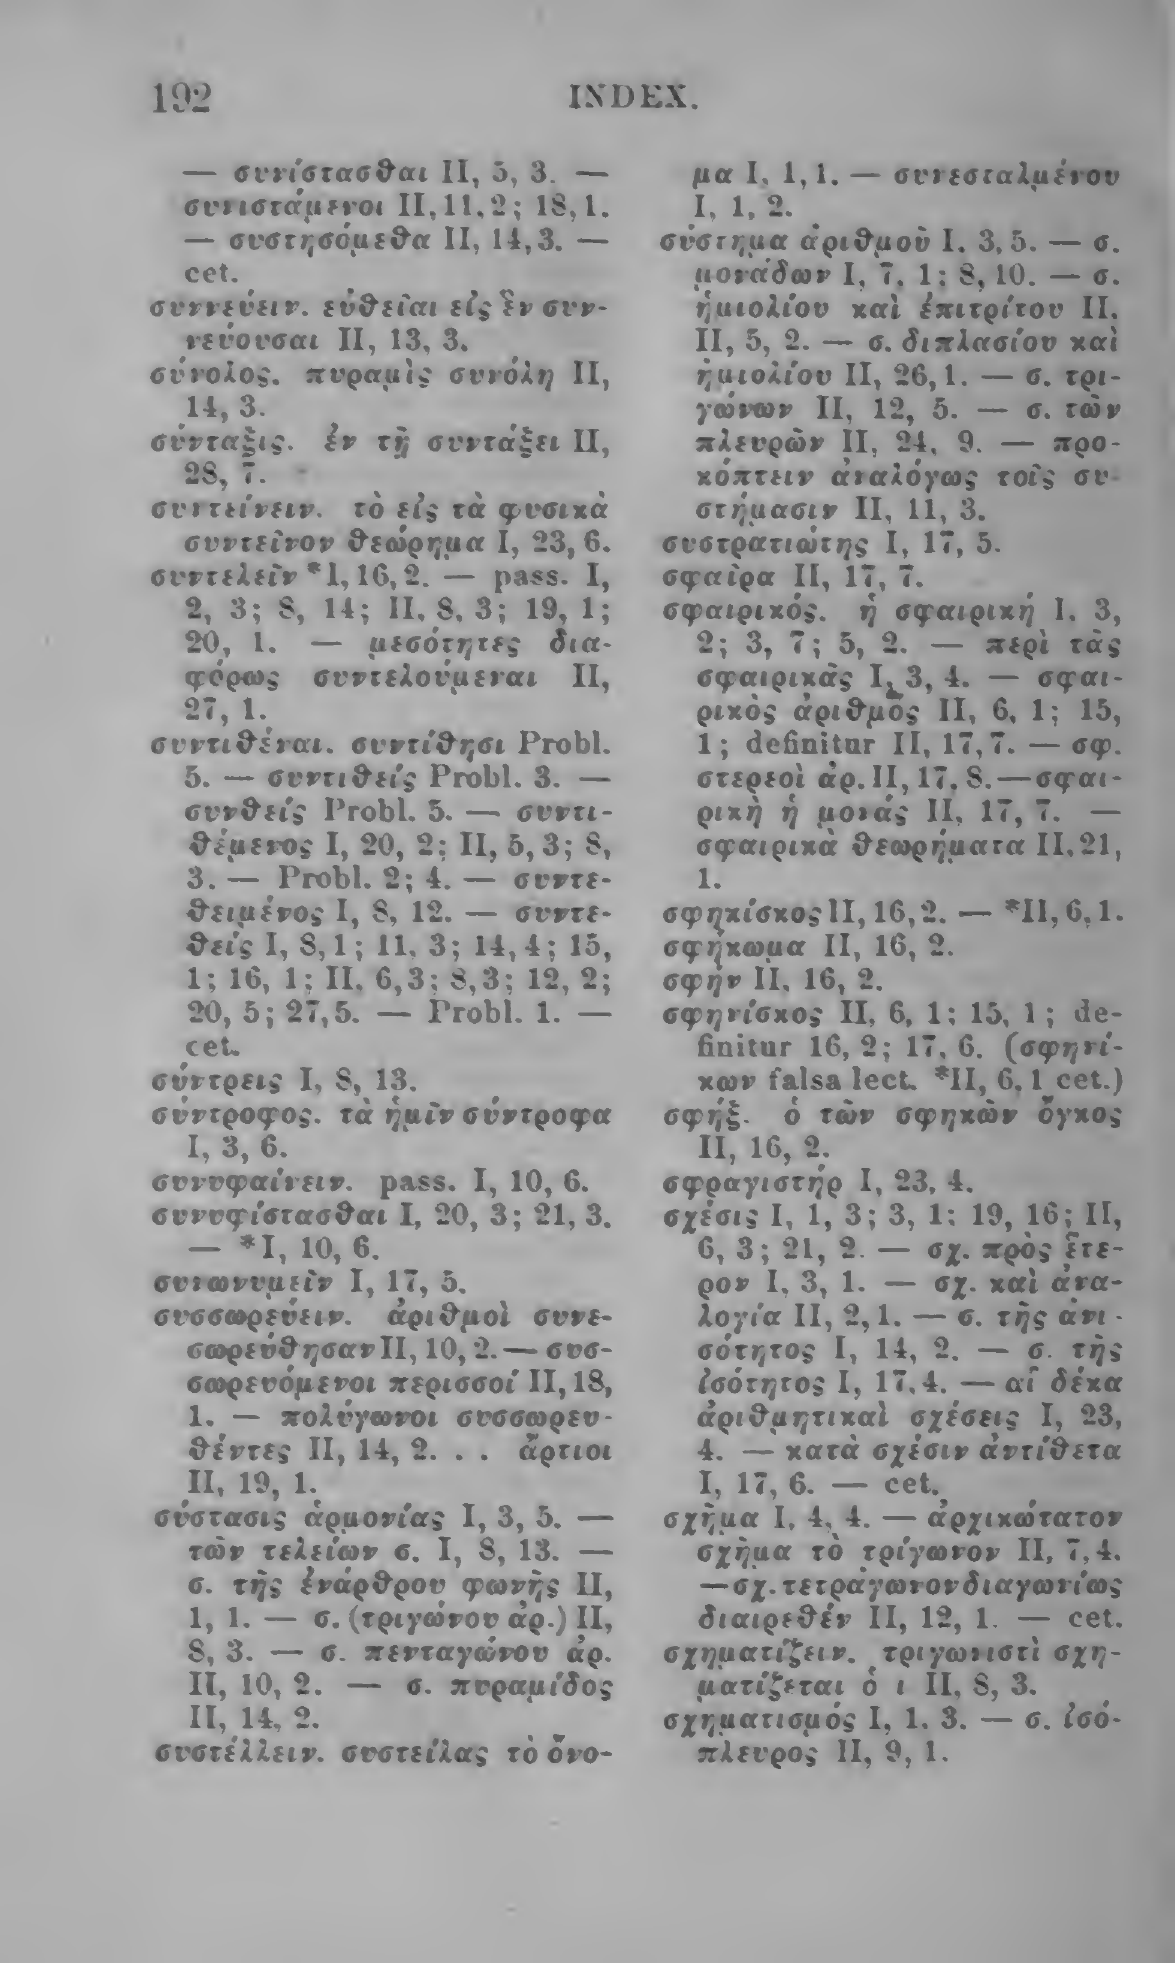 192
INDEX.
— συνίστασθαι II, 5, 3. —
συνιστάμενοι II, 11, 2; 18, 1.
— συστησόμεθα II, 14, 3. —
cet.
συννεύειν. εὐθεῖαι εἰς ἓν συν-
νεύουσαι II, 13, 3.
σύνολος. πυραμὶς συνόλη II,
14, 3.
σύνταξις. ἐν τῇ συντάξει II,
28, 7.
συντείνειν. τὸ εἰς τὰ φυσικὰ
συντεῖνον θεώρημα I, 23, 6.
συντελεῖν *I, 16, 2. — pass. I,
2, 3; 8, 14; II, 8, 3; 19, 1;
20, 1. — μεσότητες δια-
φόρως συντελούμεναι II,
27, 1.
συντιθέναι. συντίθησι Probl.
5. — συντιθείς Probl. 3. —
συνθείς Probl. 5. — συντι-
θέμενος I, 20, 2; II, 5, 3; 8,
3. — Probl. 2; 4. — συντε-
θειμένος I, 8, 12. — συντε-
θείς I, 8, 1; 11, 3; 14, 4; 15,
1; 16, 1; II, 6, 3; 8, 3; 12, 2;
20, 5; 27, 5. — Probl. 1. —
cet.
σύντρεις I, 8, 13.
σύντροφος. τὰ ἡμῖν σύντροφα
I, 3, 6.
συνυφαίνειν. pass. I, 10, 6.
συνυφίστασθαι I, 20, 3; 21, 3.
— *I, 10, 6.
συνωνυμεῖν I, 17, 5.
συσσωρεύειν. ἀριθμοὶ συνε-
σωρεύθησαν II, 10, 2. — συσ-
σωρευόμενοι περισσοί II, 18,
1. — πολύγωνοι συσσωρευ-
θέντες II, 14, 2. . . ἄρτιοι
II, 19, 1.
σύστασις ἁρμονίας I, 3, 5. —
τῶν τελείων σ. I, 8, 13. —
σ. τῆς ἐνάρθρου φωνῆς II,
1, 1. — σ. (τριγώνου ἀρ.) II,
8, 3. — σ. πενταγώνου ἀρ.
II, 10, 2. — σ. πυραμίδος
II, 14, 2.
συστέλλειν. συστείλας τὸ ὄνο-
μα I, 1, 1. — συνεσταλμένου
I, 1, 2.
σύστημα ἀριθμοῦ I, 3, 5. — σ.
μονάδων I, 7, 1; 8, 10. — σ.
ἡμιολίου καὶ ἐπιτρίτου II.
II, 5, 2. — σ. διπλασίου καὶ
ἡμιολίου II, 26, 1. — σ. τρι-
γώνων II, 12, 5. — σ. τῶν
πλευρῶν II, 24, 9. — προ-
κόπτειν ἀναλόγως τοῖς συ-
στήμασιν II, 11, 3.
συστρατιώτης I, 17, 5.
σφαῖρα II, 17, 7.
σφαιρικός. ἡ σφαιρική I, 3,
2; 3, 7; 5, 2. — περὶ τὰς
σφαιρικὰς I, 3, 4. — σφαι-
ρικὸς ἀριθμὸς II, 6, 1; 15,
1; definitur II, 17, 7. — σφ.
στερεοὶ ἀρ. II, 17, 8. — σφαι-
ρικὴ ἡ μονάς II, 17, 7. —
σφαιρικὰ θεωρήματα II, 21,
1.
σφηκίσκος II, 16, 2. — *II, 6, 1.
σφήκωμα II, 16, 2.
σφήν II, 16, 2.
σφηνίσκος II, 6, 1; 15, 1; de-
finitur 16, 2; 17, 6. (σφηνί-
κων falsa lect. *II, 6, 1 cet.)
σφήξ. ὁ τῶν σφηκῶν ὄγκος
II, 16, 2.
σφραγιστήρ I, 23, 4.
σχέσις I, 1, 3; 3, 1; 19, 16; II,
6, 3; 21, 2. — σχ. πρὸς ἕτε-
ρον I, 3, 1. — σχ. καὶ ἀνα-
λογία II, 2, 1. — σ. τῆς ἀνι-
σότητος I, 14, 2. — σ. τῆς
ἰσότητος I, 17, 4. — αἱ δέκα
ἀριθμητικαὶ σχέσεις I, 23,
4. — κατὰ σχέσιν ἀντίθετα
I, 17, 6. — cet.
σχῆμα I, 4, 4. — ἀρχικώτατον
σχῆμα τὸ τρίγωνον II, 7, 4.
— σχ. τετράγωνον διαγωνίως
διαιρεθέν II, 12, 1. — cet.
σχηματίζειν. τριγωνιστὶ σχη-
ματίζεται ὁ ι II, 8, 3.
σχηματισμός I, 1, 3. — σ. ἰσό-
πλευρος II, 9, 1.